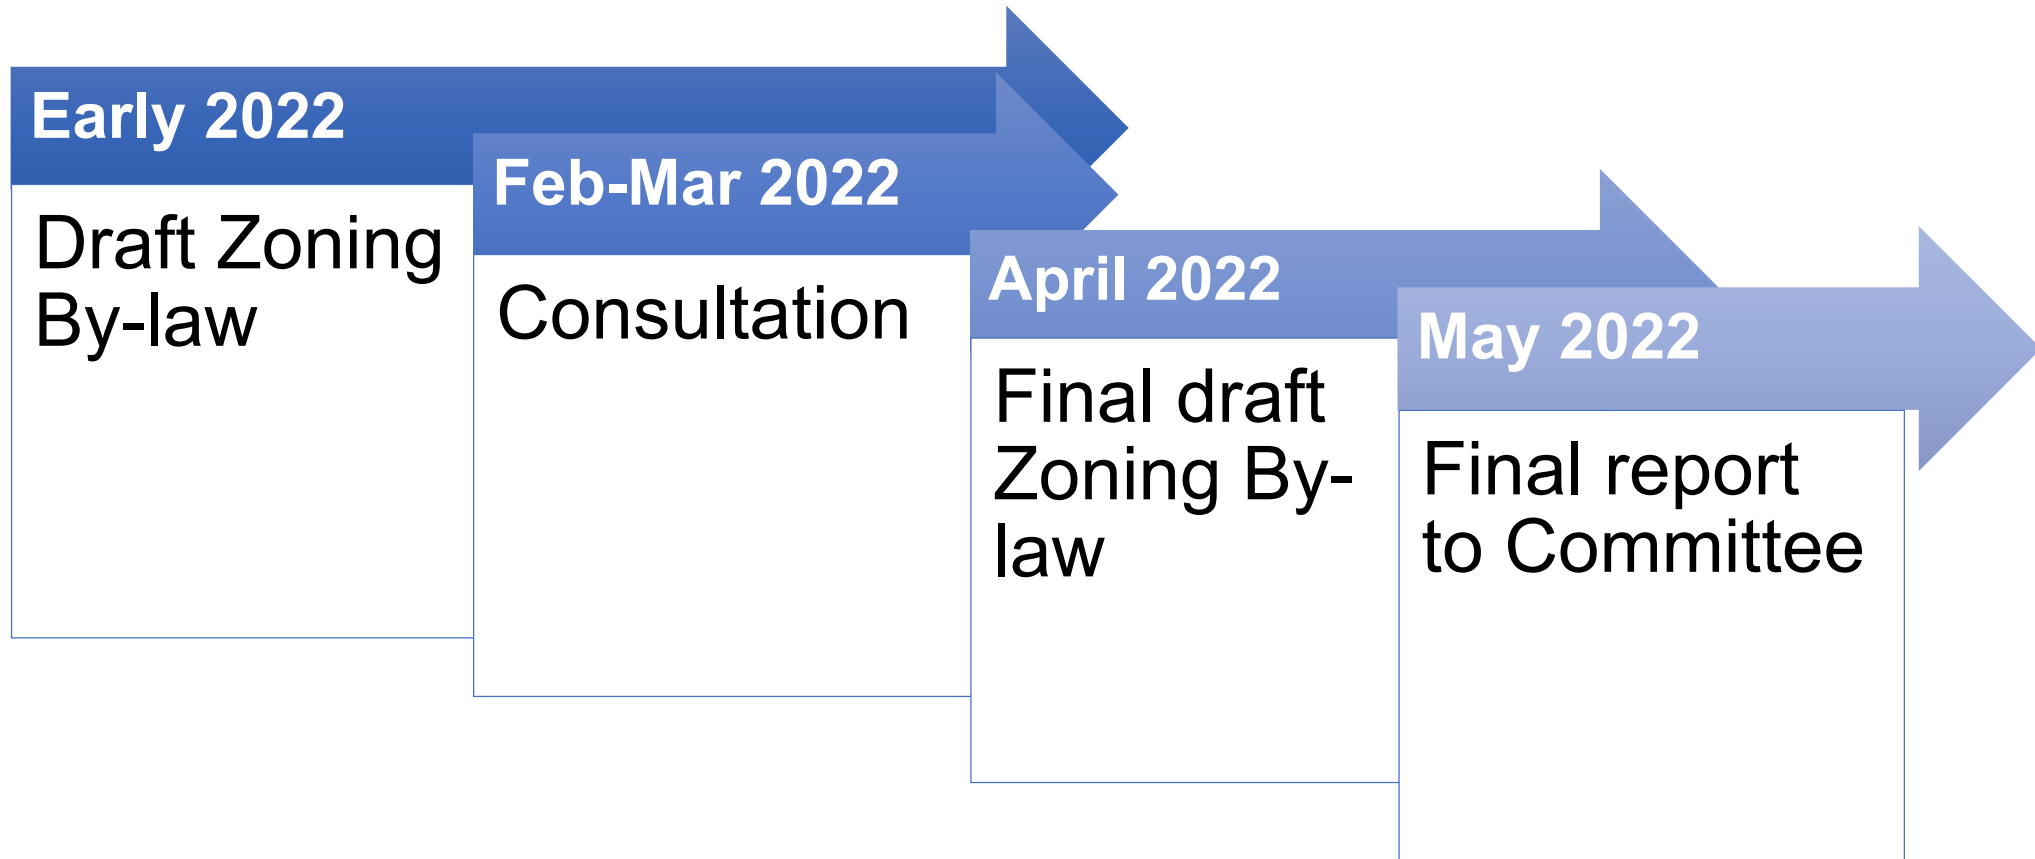 Early 2022
Draft Zoning
By-law
Feb-Mar 2022
Consultation
April 2022
Final draft
Zoning By-
law
May 2022
Final report
to Committee